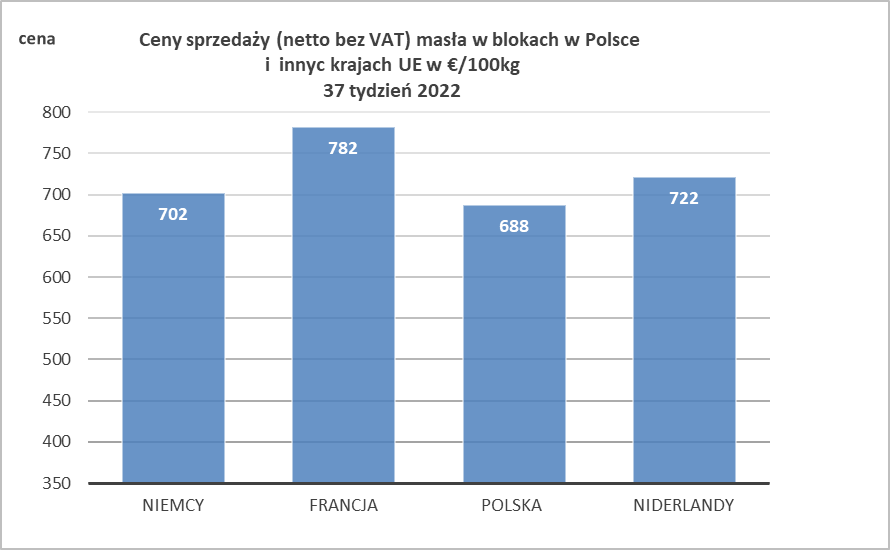 cena
Ceny sprzedaży (netto bez VAT) masła w blokach w Polsce
i innyc krajach UE w €/100kg
37 tydzień 2022
800
750
700
650
600
550
500
450
400
350
702
782
688
722
NIEMCY
FRANCJA
POLSKA
NIDERLANDY